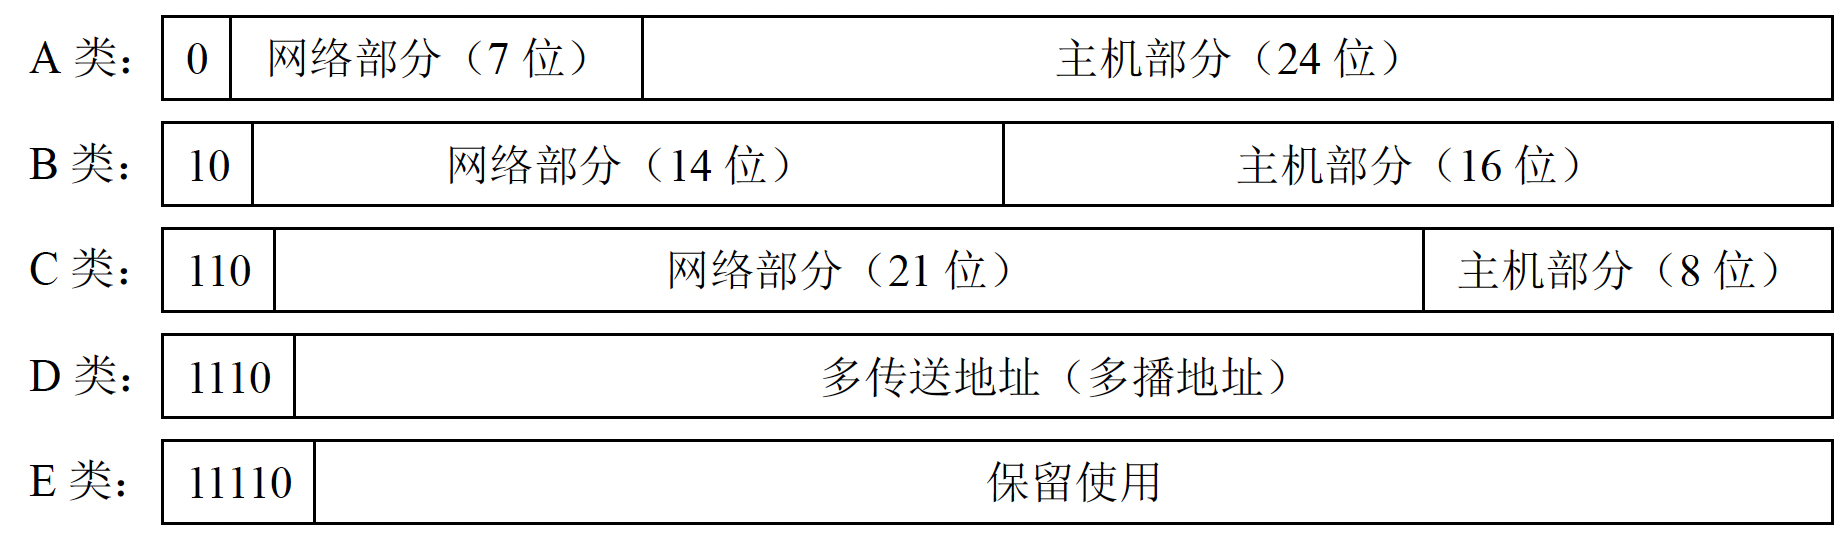 A 类： 0 网络部分（7 位） 主机部分（24 位）
B 类： 10 网络部分（14 位） 主机部分（16 位）
C 类： 110 网络部分（21 位） 主机部分（8 位）
D 类： 1110 多传送地址（多播地址）
E 类： 11110 保留使用